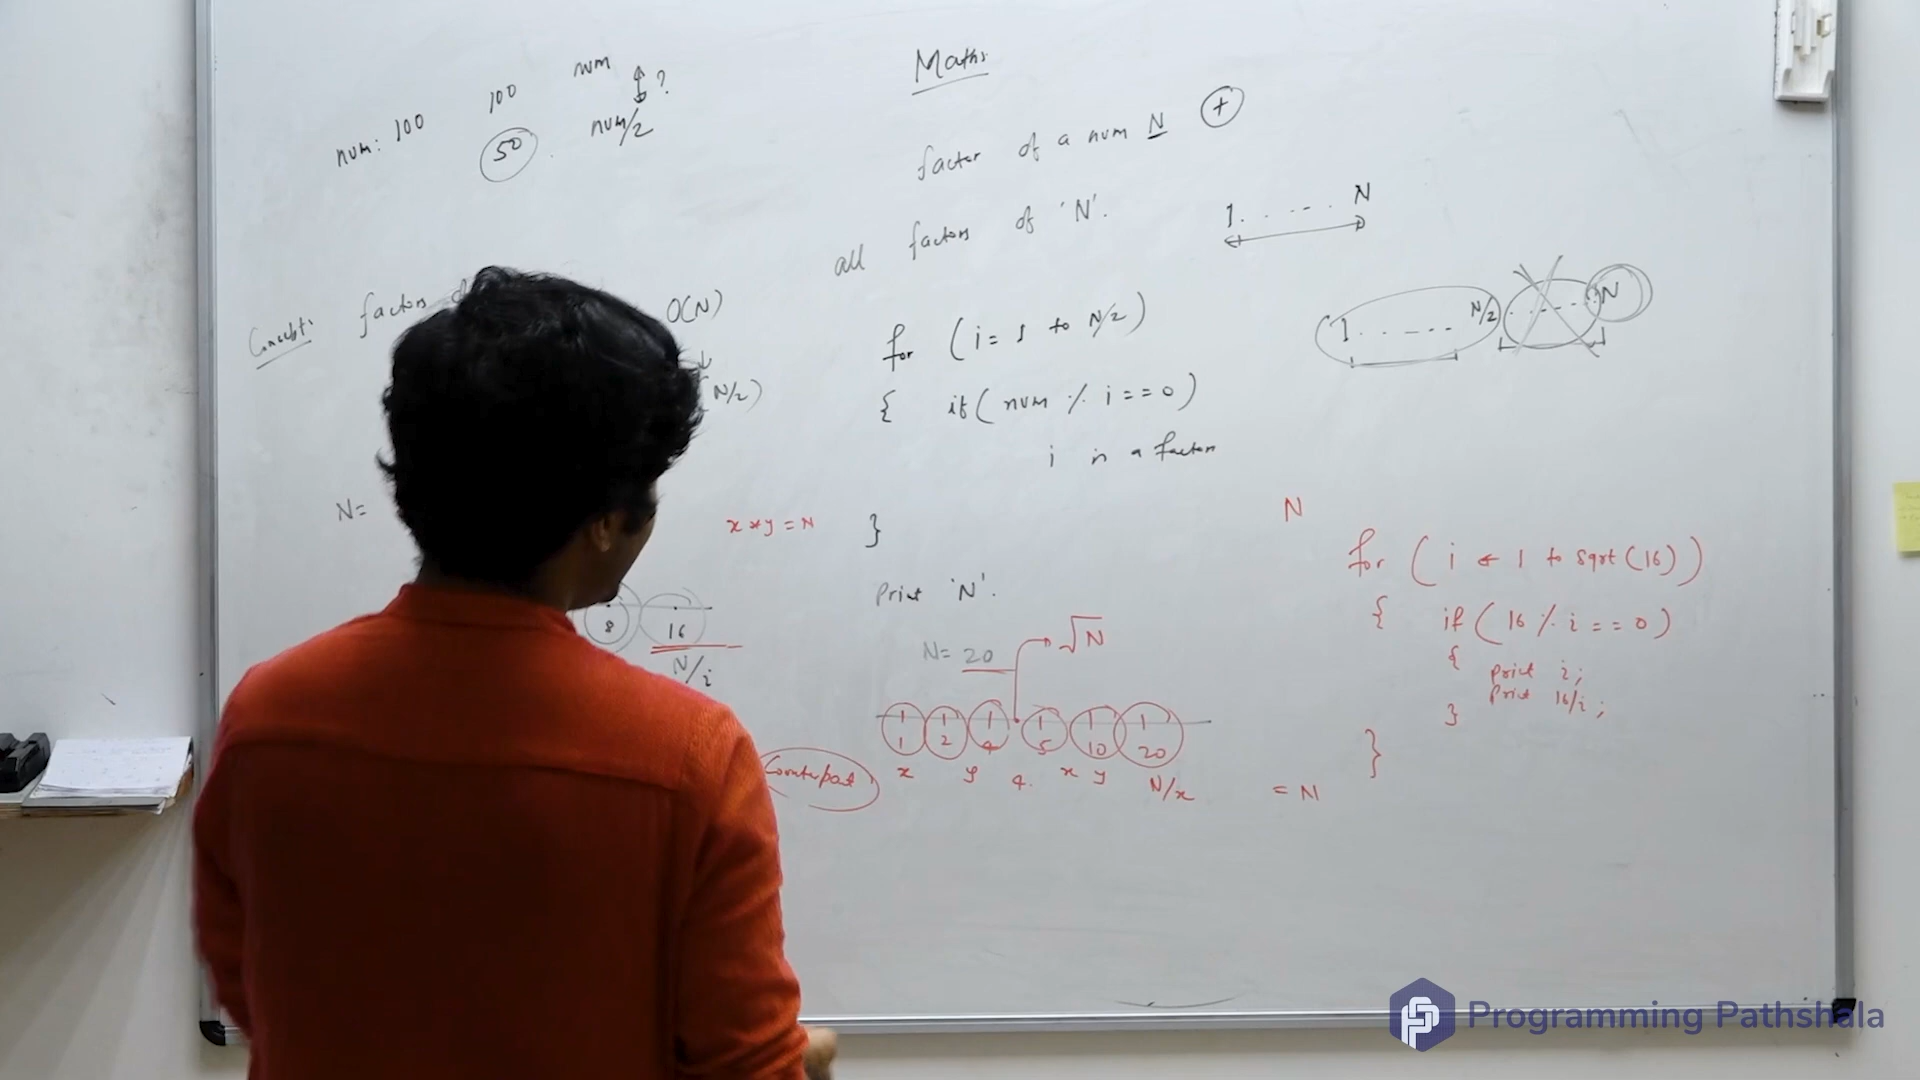 Maths
num: 100
100
50
num
num/2
?
factor of a num N
+
all factors of 'N'.
1. . . - - . N
Concept:
factors
O(N)
N/2)
for (i = 1 to N/2)
{ if (num % i == 0)
i is a factor
}
Print 'N'.
1. . - . . N/2 . . . - - . N
N=
x * y = N
8 16
N/i
N = 20
√N
1 2 4 5 10 20
x y 4. x y N/x = N
Counterpart
N
for ( i ← 1 to sqrt(16) )
{ if ( 16 % i == 0 )
{ print i;
print 16/i;
}
}
Programming Pathshala